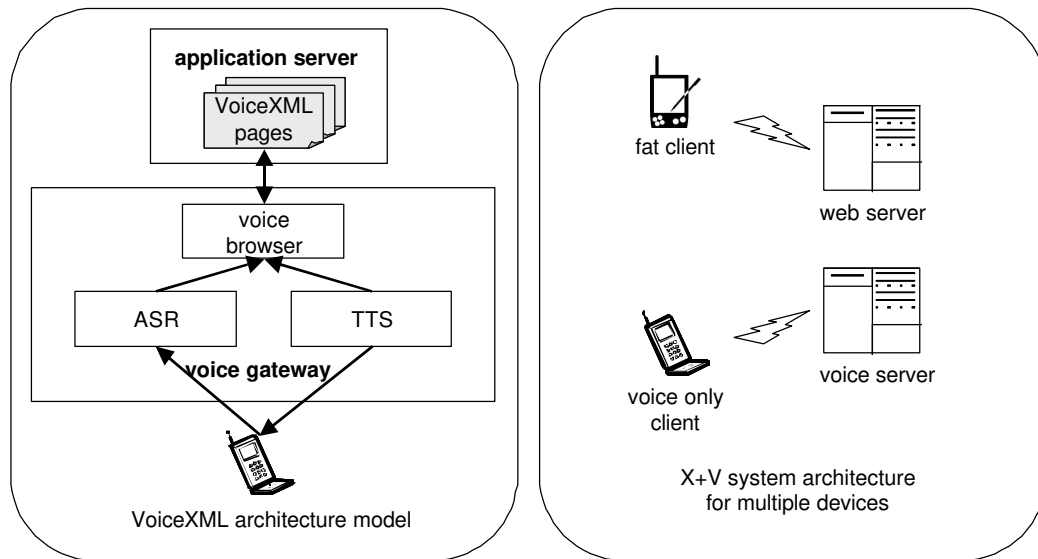 application server
VoiceXML
pages
voice
browser
ASR
TTS
voice gateway
VoiceXML architecture model
fat client
web server
voice only
client
voice server
X+V system architecture
for multiple devices